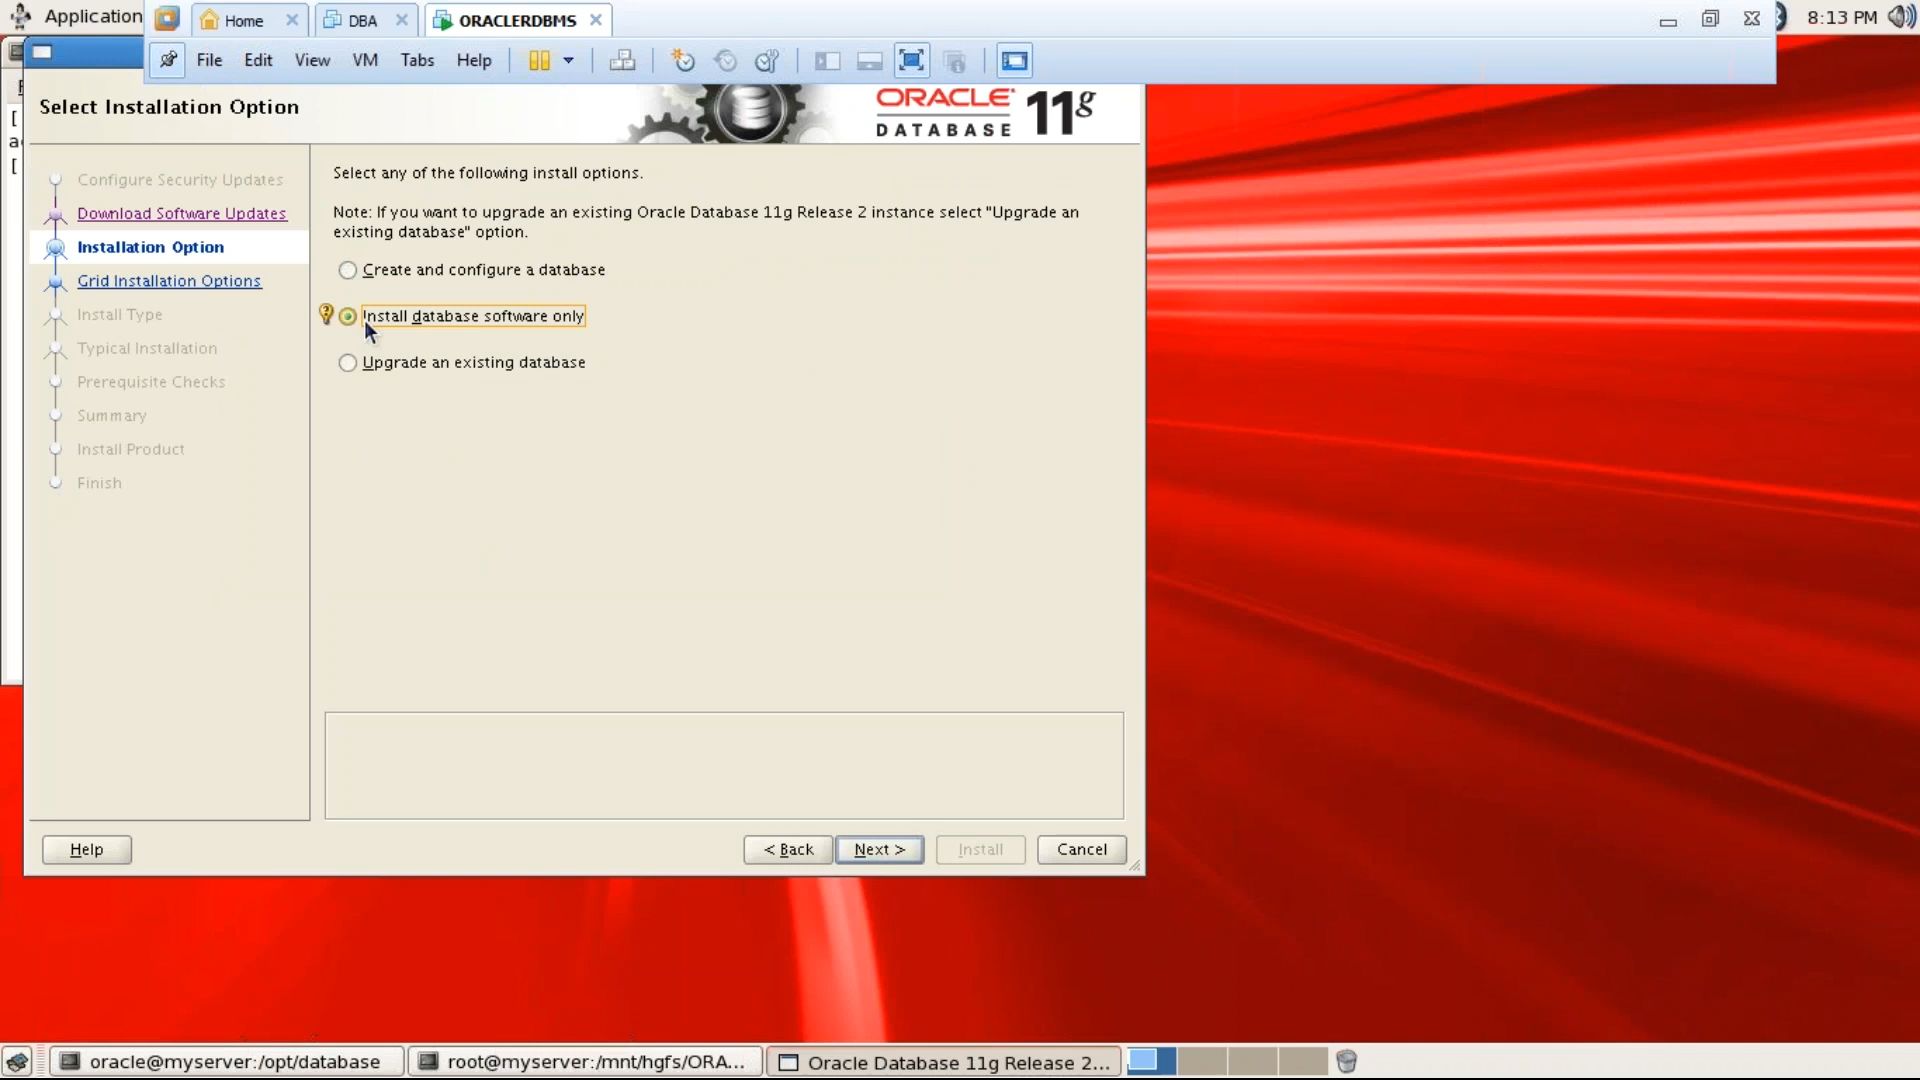 Application
Home
DBA
ORACLERDBMS
8:13 PM
File
Edit
View
VM
Tabs
Help
Select Installation Option
ORACLE
DATABASE
11g
[
[
Configure Security Updates
Download Software Updates
Installation Option
Grid Installation Options
Install Type
Typical Installation
Prerequisite Checks
Summary
Install Product
Finish
Select any of the following install options.
Note: If you want to upgrade an existing Oracle Database 11g Release 2 instance select "Upgrade an
existing database" option.
Create and configure a database
Install database software only
Upgrade an existing database
Help
< Back
Next >
Install
Cancel
oracle@myserver:/opt/database
root@myserver:/mnt/hgfs/ORA...
Oracle Database 11g Release 2...